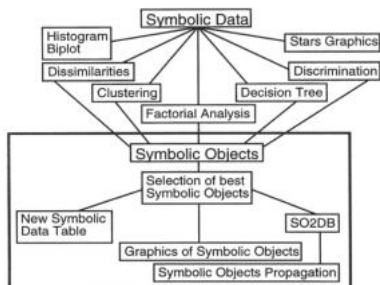 Symbolic Data
Histogram
Biplot
Stars Graphics
Dissimilarities
Discrimination
Clustering
Decision Tree
Factorial Analysis
Symbolic Objects
Selection of best
Symbolic Objects
New Symbolic
Data Table
SO2DB
Graphics of Symbolic Objects
Symbolic Objects Propagation